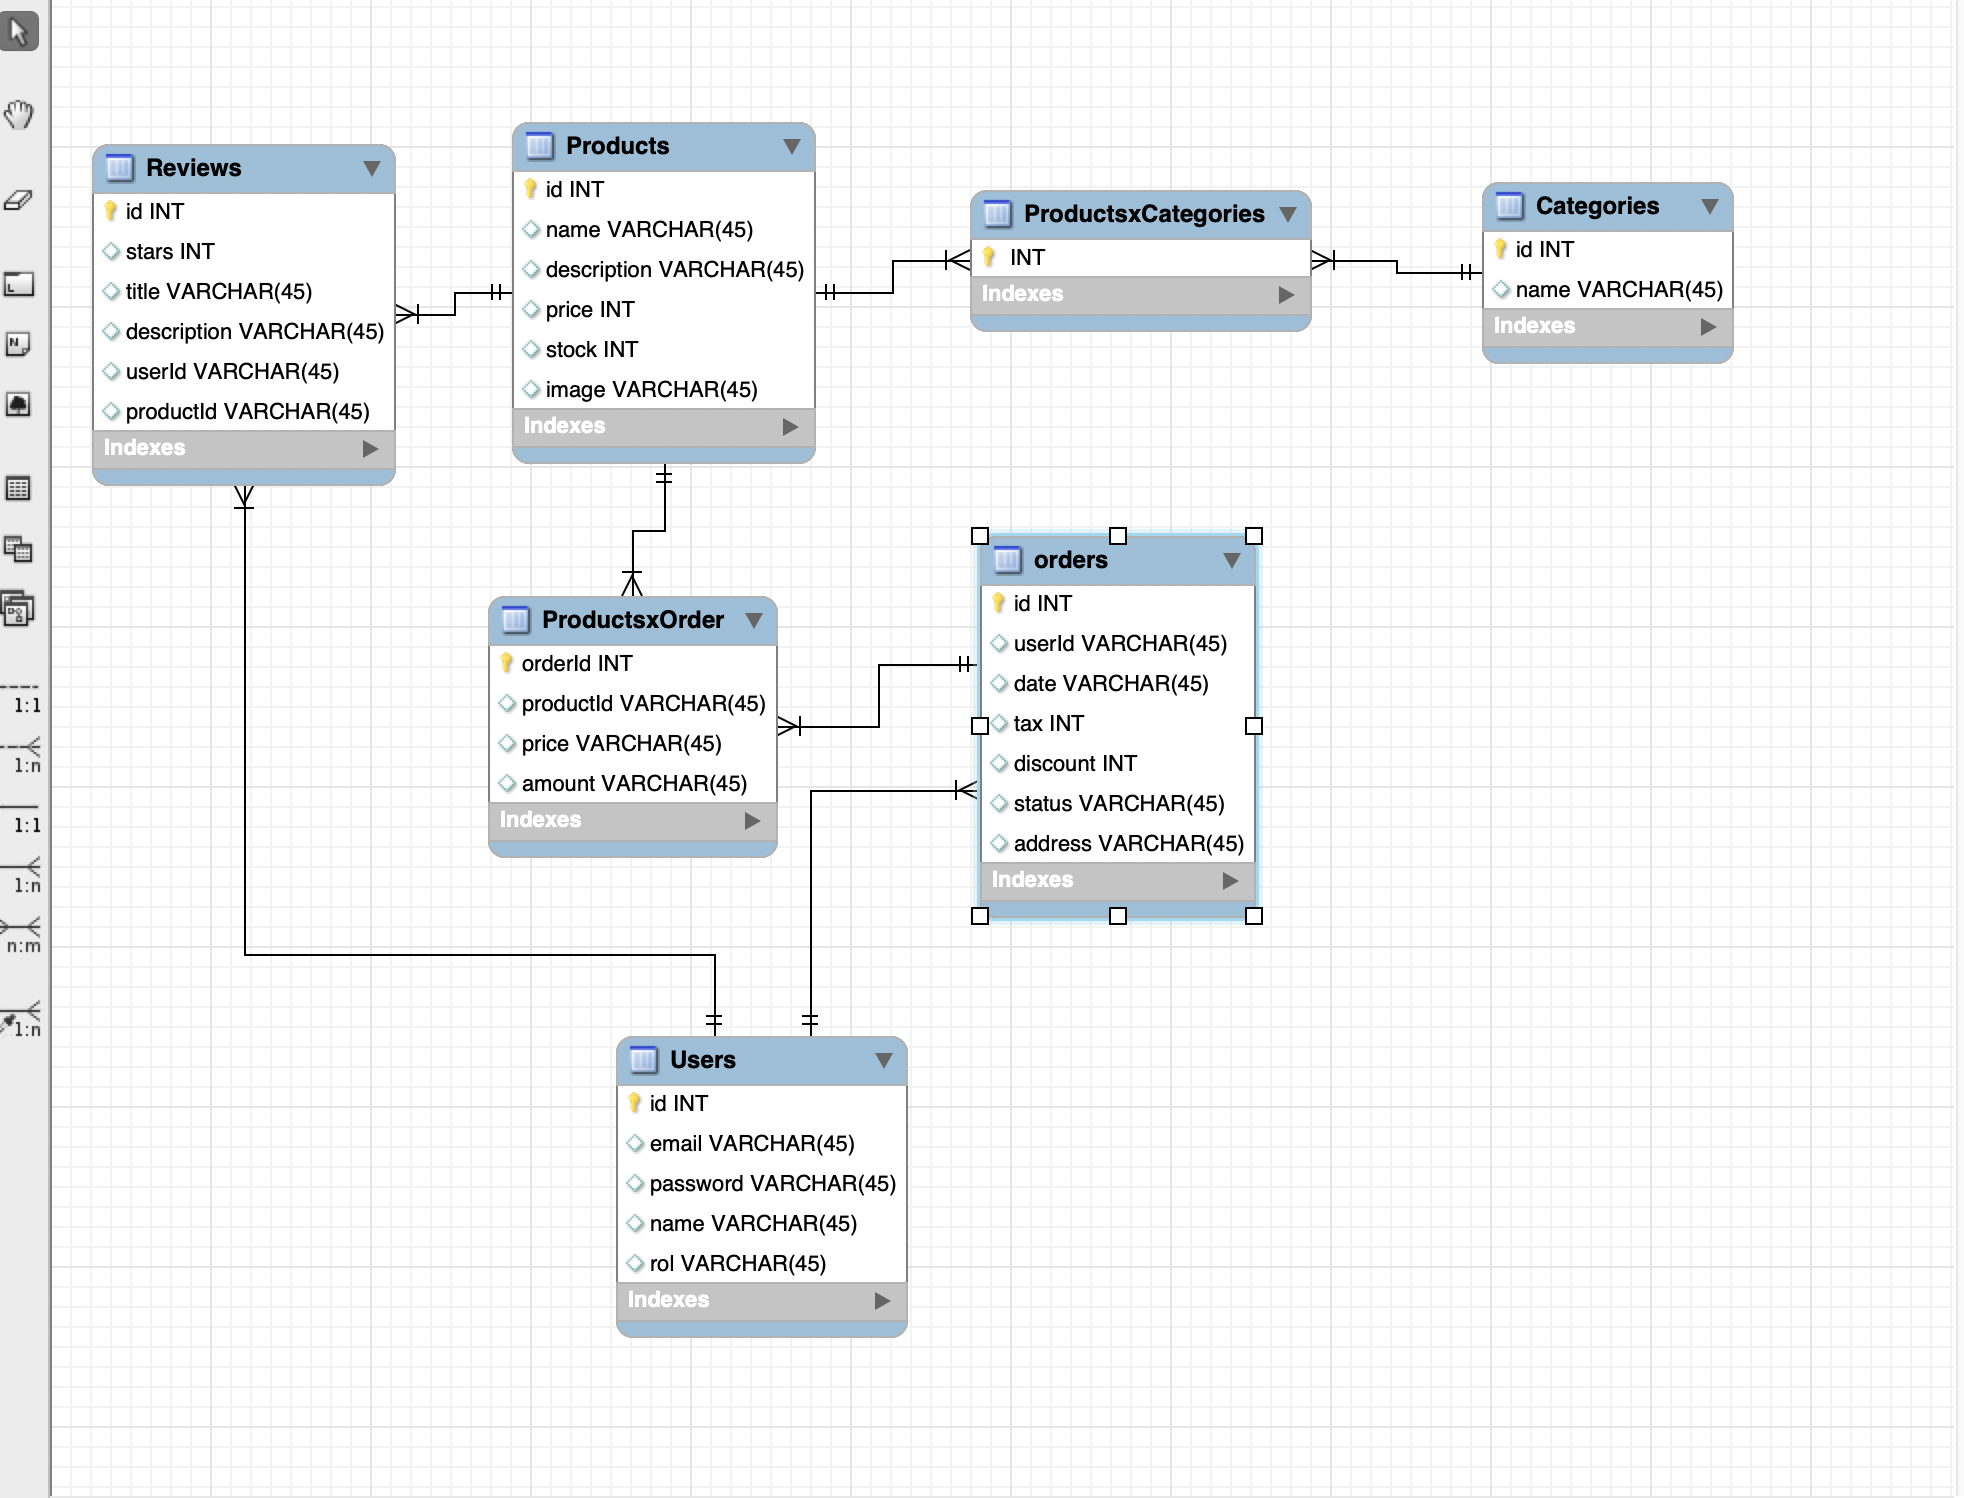 Reviews
id INT
stars INT
title VARCHAR(45)
description VARCHAR(45)
userId VARCHAR(45)
productId VARCHAR(45)
Indexes
Products
id INT
name VARCHAR(45)
description VARCHAR(45)
price INT
stock INT
image VARCHAR(45)
Indexes
ProductsxCategories
INT
Indexes
Categories
id INT
name VARCHAR(45)
Indexes
ProductsxOrder
orderId INT
productId VARCHAR(45)
price VARCHAR(45)
amount VARCHAR(45)
Indexes
orders
id INT
userId VARCHAR(45)
date VARCHAR(45)
tax INT
discount INT
status VARCHAR(45)
address VARCHAR(45)
Indexes
Users
id INT
email VARCHAR(45)
password VARCHAR(45)
name VARCHAR(45)
rol VARCHAR(45)
Indexes
N
1:1
1:n
1:1
1:n
n:m
1:n